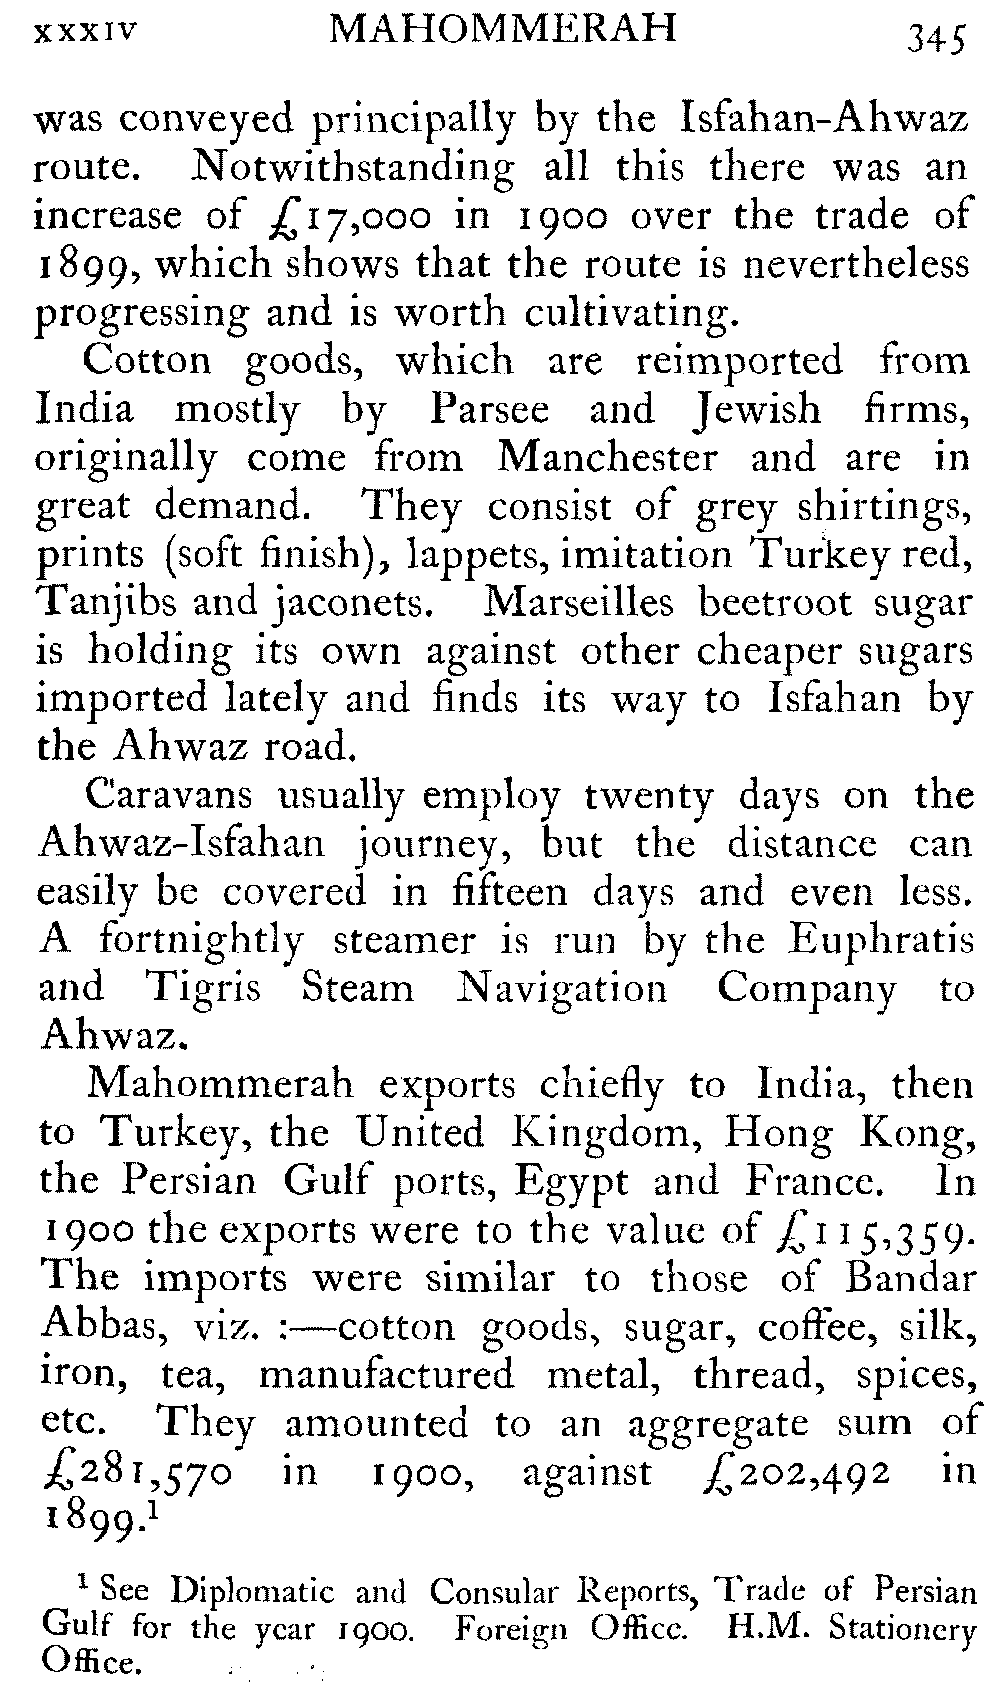 XXXIV MAHOMMERAH 345
was conveyed principally by the Isfahan-Ahwaz
route. Notwithstanding all this there was an
increase of £17,000 in 1900 over the trade of
1899, which shows that the route is nevertheless
progressing and is worth cultivating.
Cotton goods, which are reimported from
India mostly by Parsee and Jewish firms,
originally come from Manchester and are in
great demand. They consist of grey shirtings,
prints (soft finish), lappets, imitation Turkey red,
Tanjibs and jaconets. Marseilles beetroot sugar
is holding its own against other cheaper sugars
imported lately and finds its way to Isfahan by
the Ahwaz road.
Caravans usually employ twenty days on the
Ahwaz-Isfahan journey, but the distance can
easily be covered in fifteen days and even less.
A fortnightly steamer is run by the Euphratis
and Tigris Steam Navigation Company to
Ahwaz.
Mahommerah exports chiefly to India, then
to Turkey, the United Kingdom, Hong Kong,
the Persian Gulf ports, Egypt and France. In
1900 the exports were to the value of £115,359.
The imports were similar to those of Bandar
Abbas, viz. :—cotton goods, sugar, coffee, silk,
iron, tea, manufactured metal, thread, spices,
etc. They amounted to an aggregate sum of
£281,570 in 1900, against £202,492 in
1899.¹
¹ See Diplomatic and Consular Reports, Trade of Persian
Gulf for the year 1900. Foreign Office. H.M. Stationery
Office.